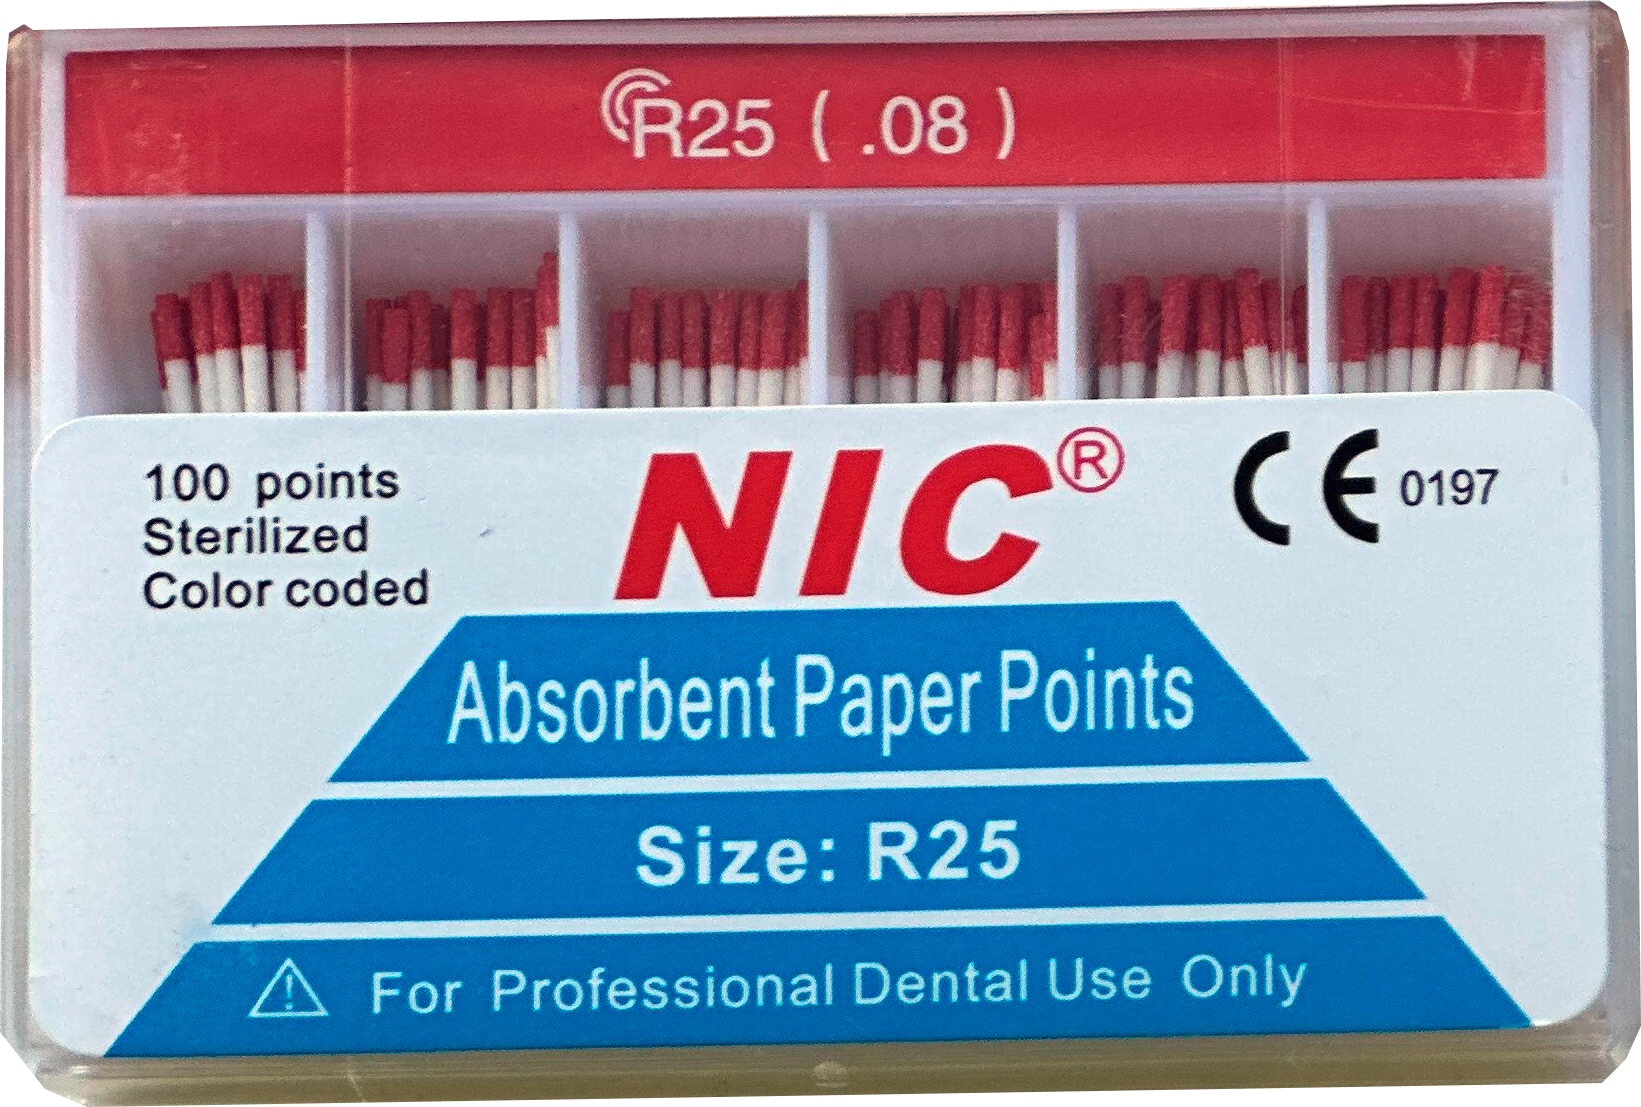 R25 ( .08 )
100 points
Sterilized
Color coded
NIC®
CE 0197
Absorbent Paper Points
Size: R25
For Professional Dental Use Only